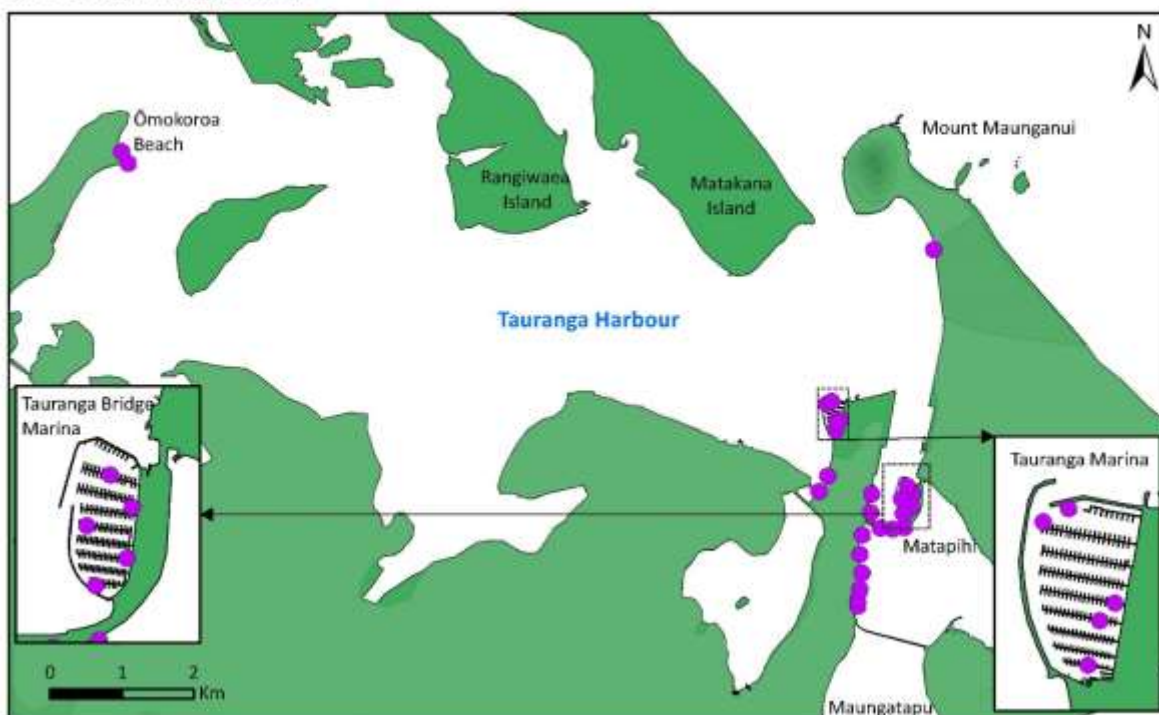 N
Ōmokoroa
Beach
Mount Maunganui
Rangiwaea
Island
Matakana
Island
Tauranga Harbour
Tauranga Bridge
Marina
Tauranga Marina
Matapihi
0 1 2
Km
Maungatapu